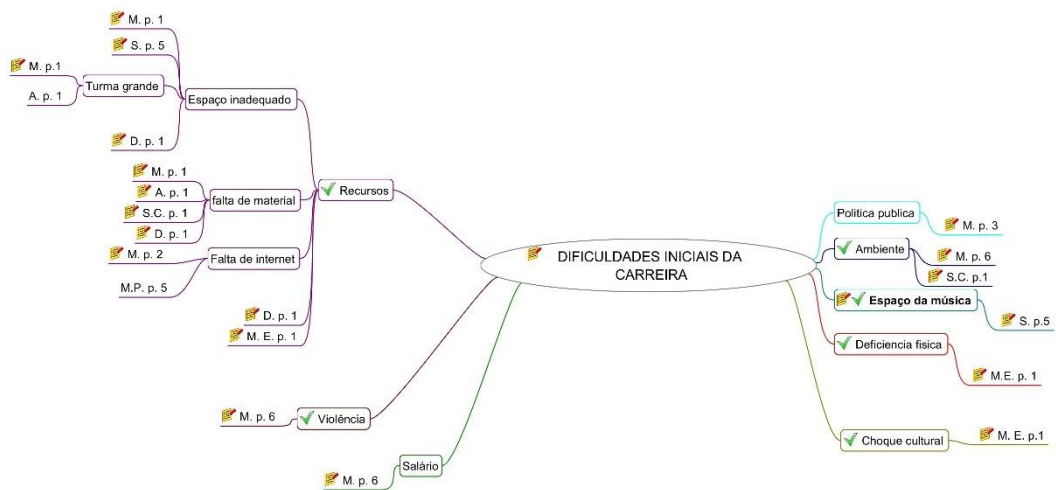 DIFICULDADES INICIAIS DA
CARREIRA
Recursos
Espaço inadequado
M. p. 1
S. p. 5
Turma grande
M. p.1
A. p. 1
D. p. 1
falta de material
M. p. 1
A. p. 1
S.C. p. 1
D. p. 1
Falta de internet
M. p. 2
M.P. p. 5
D. p. 1
M. E. p. 1
Violência
M. p. 6
Salário
M. p. 6
Politica publica
M. p. 3
Ambiente
M. p. 6
S.C. p.1
Espaço da música
S. p.5
Deficiencia fisica
M.E. p. 1
Choque cultural
M. E. p.1